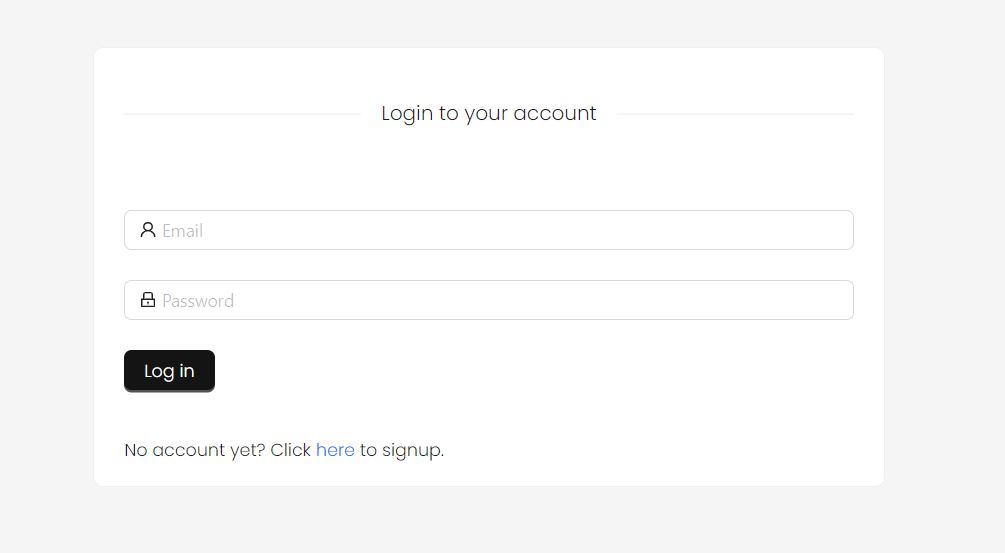 Login to your account
Email
Password
Log in
No account yet? Click here to signup.